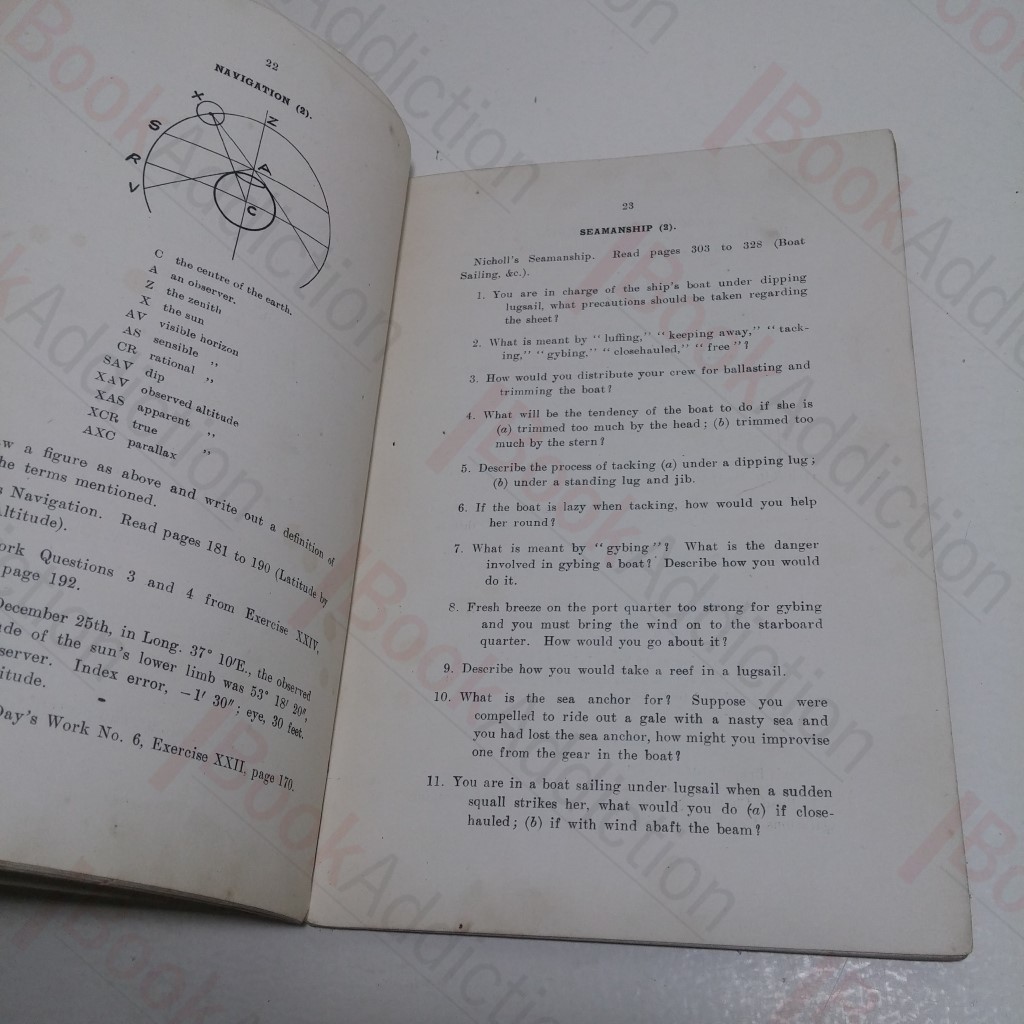 22
NAVIGATION (2).
X
Z
S
A
R
V
C
C the centre of the earth.
A an observer.
Z the zenith
X the sun
AV visible horizon
AS sensible ,,
CR rational ,,
SAV dip
XAV observed altitude
XAS apparent ,,
XCR true ,,
AXC parallax
a figure as above and write out a definition of
terms mentioned.
Navigation. Read pages 181 to 190 (Latitude by
Questions 3 and 4 from Exercise XXIV,
page 192.
December 25th, in Long. 37° 10′E., the observed
of the sun's lower limb was 53° 18′ 20″,
Index error, −1′ 30″; eye, 30 feet.
Day's Work No. 6, Exercise XXII, page 170.
23
SEAMANSHIP (2).
Nicholl's Seamanship. Read pages 303 to 328 (Boat
Sailing, &c.).
1. You are in charge of the ship's boat under dipping
lugsail, what precautions should be taken regarding
the sheet?
2. What is meant by "luffing," "keeping away," "tack-
ing," "gybing," "closehauled," "free"?
3. How would you distribute your crew for ballasting and
trimming the boat?
4. What will be the tendency of the boat to do if she is
(a) trimmed too much by the head; (b) trimmed too
much by the stern?
5. Describe the process of tacking (a) under a dipping lug;
(b) under a standing lug and jib.
6. If the boat is lazy when tacking, how would you help
her round?
7. What is meant by "gybing"? What is the danger
involved in gybing a boat? Describe how you would
do it.
8. Fresh breeze on the port quarter too strong for gybing
and you must bring the wind on to the starboard
quarter. How would you go about it?
9. Describe how you would take a reef in a lugsail.
10. What is the sea anchor for? Suppose you were
compelled to ride out a gale with a nasty sea and
you had lost the sea anchor, how might you improvise
one from the gear in the boat?
11. You are in a boat sailing under lugsail when a sudden
squall strikes her, what would you do (a) if close-
hauled; (b) if with wind abaft the beam?
BookAddiction
BookAddiction
BookAddiction
BookAddiction
BookAddiction
BookAddiction